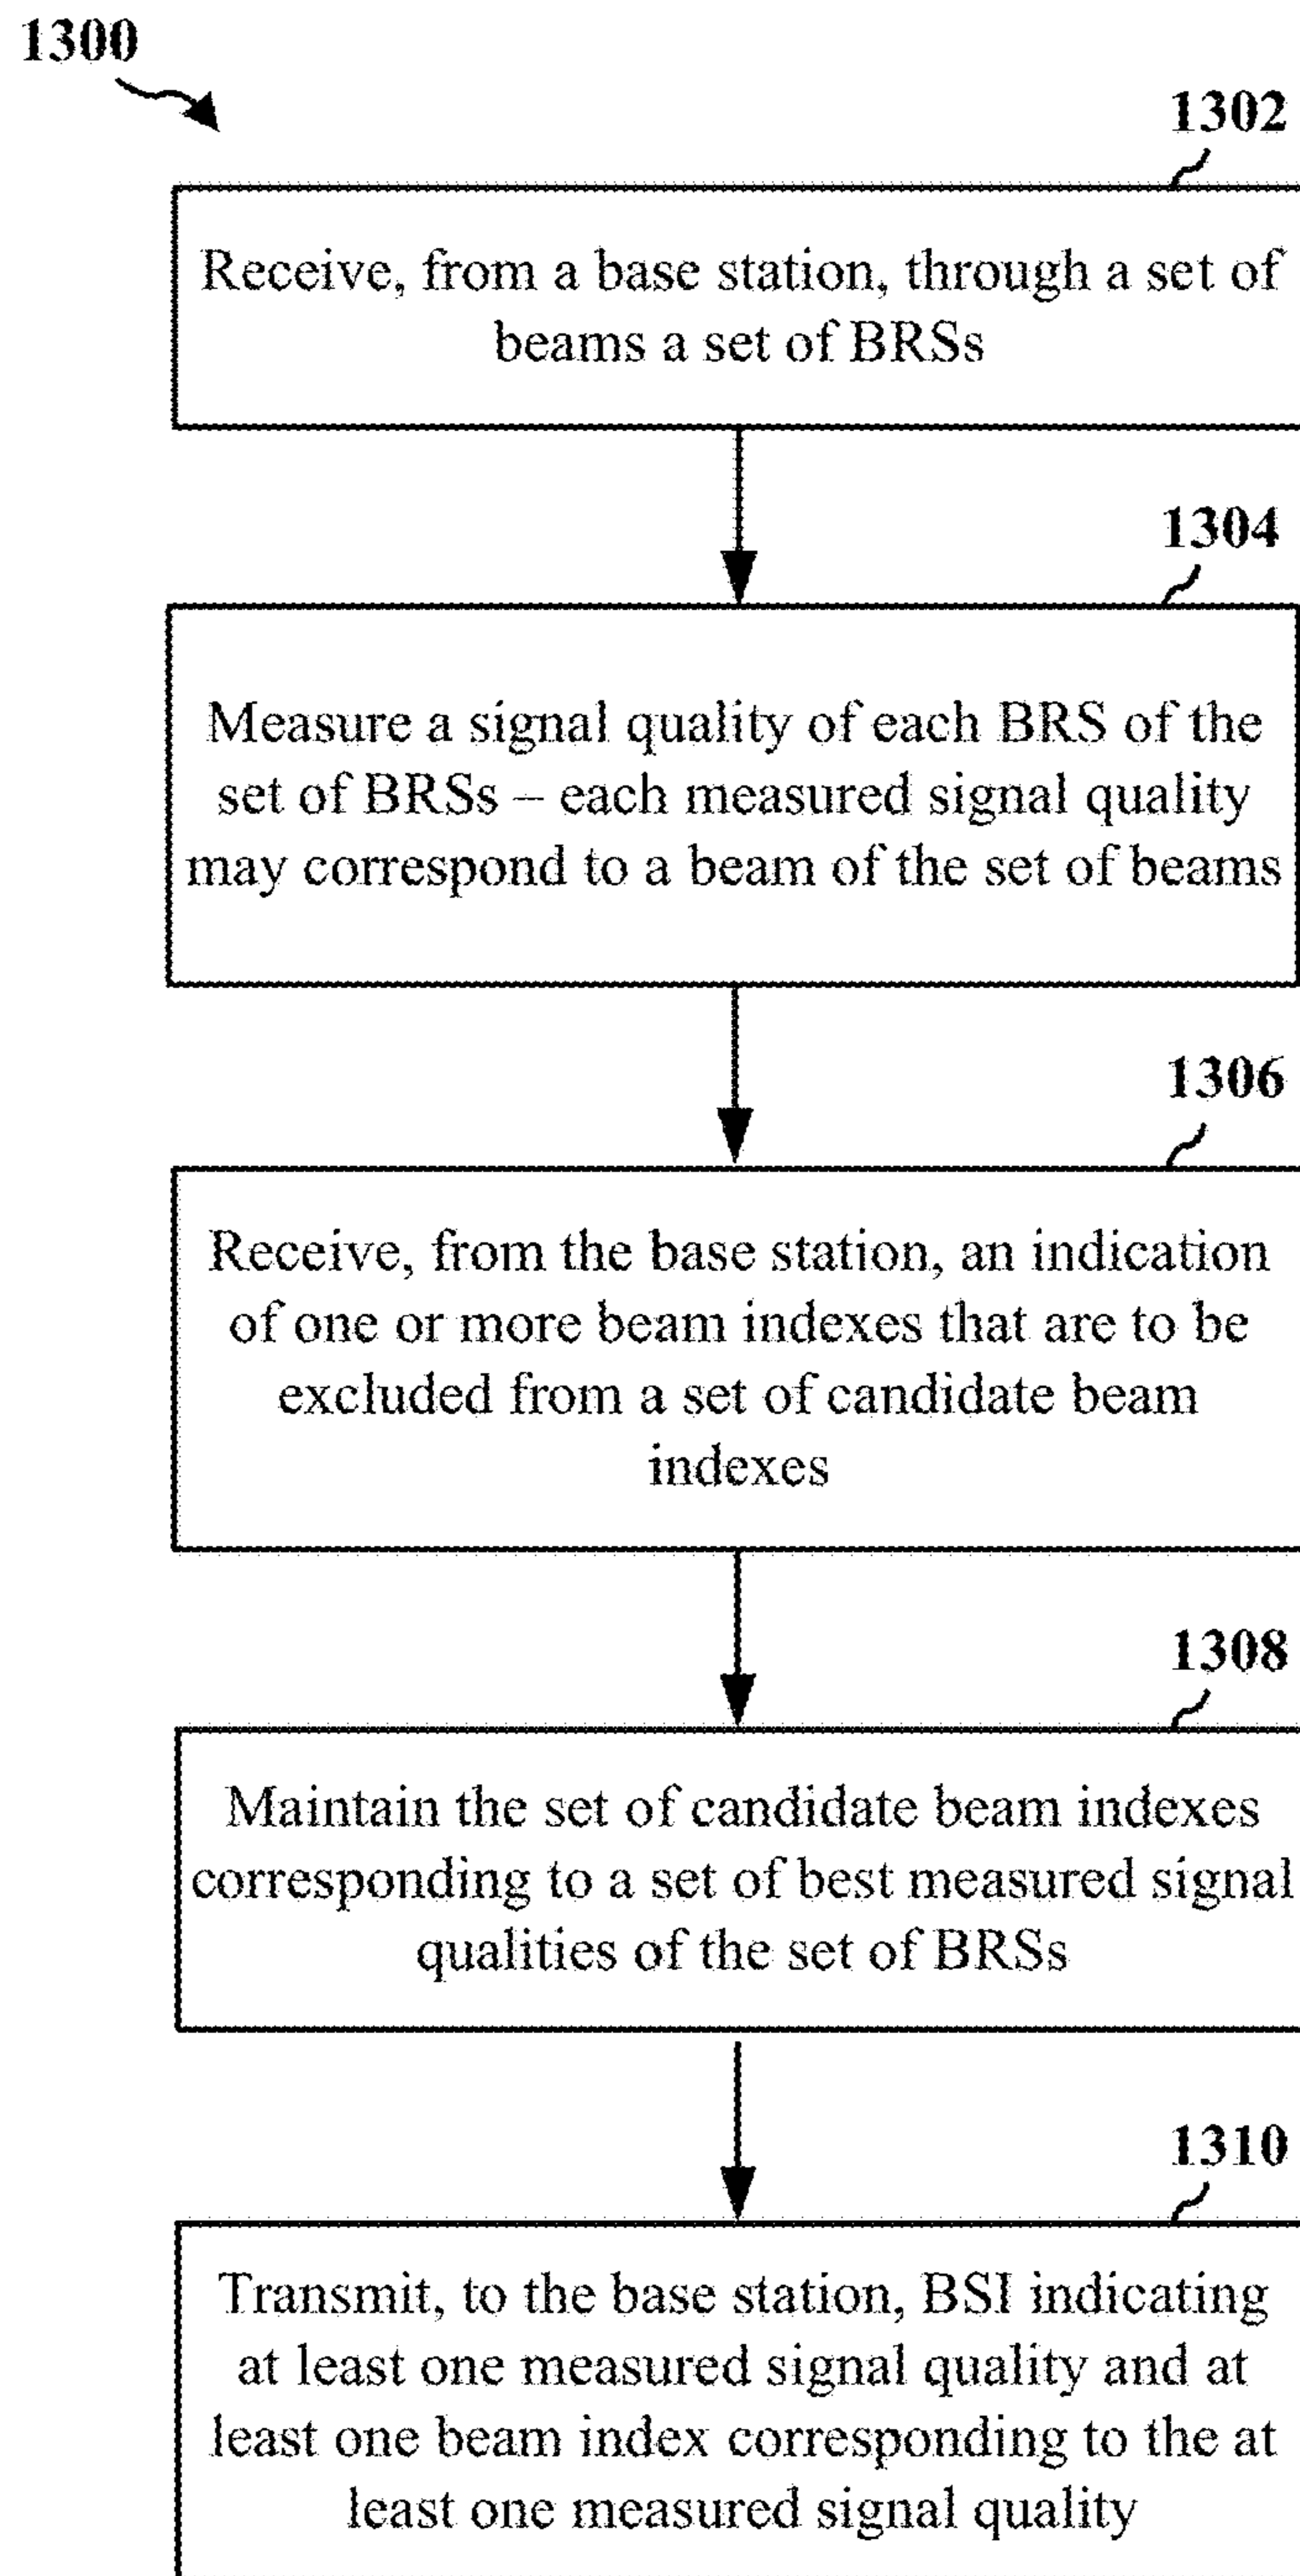 1300
1302
Receive, from a base station, through a set of
beams a set of BRSs
1304
Measure a signal quality of each BRS of the
set of BRSs – each measured signal quality
may correspond to a beam of the set of beams
1306
Receive, from the base station, an indication
of one or more beam indexes that are to be
excluded from a set of candidate beam
indexes
1308
Maintain the set of candidate beam indexes
corresponding to a set of best measured signal
qualities of the set of BRSs
1310
Transmit, to the base station, BSI indicating
at least one measured signal quality and at
least one beam index corresponding to the at
least one measured signal quality